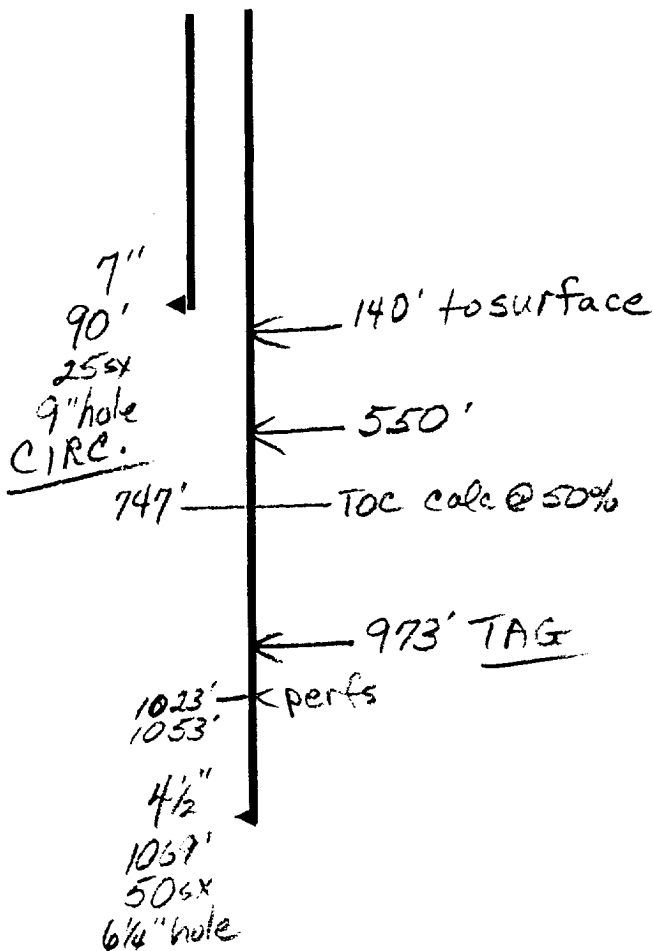 7"
90'
25sx
9"hole
CIRC.
140' to surface
550'
747'
TOC calc @ 50%
973' TAG
1023'
perfs
1053'
4½"
1069'
50sx
6¼" hole